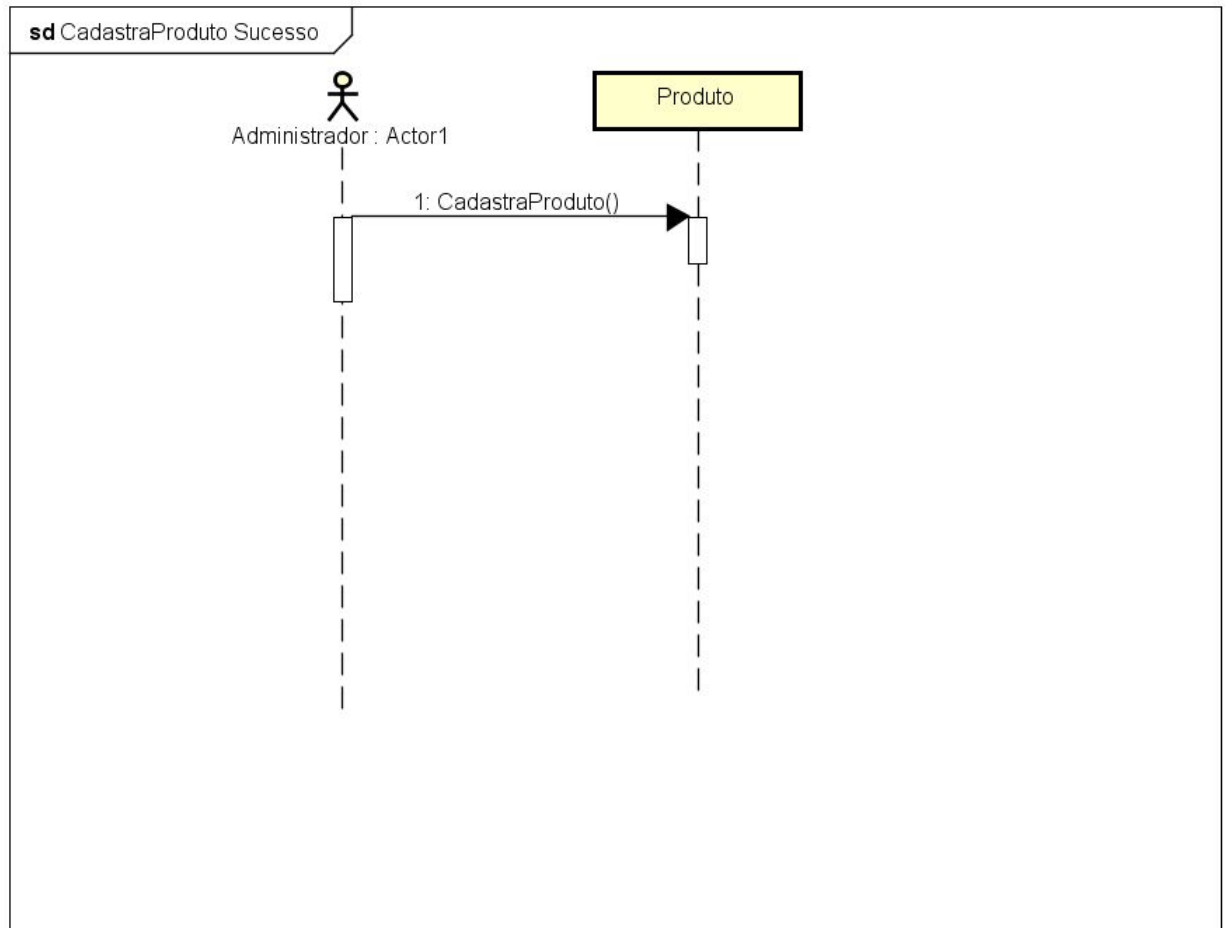 sd CadastraProduto Sucesso
Administrador : Actor1
Produto
1: CadastraProduto()